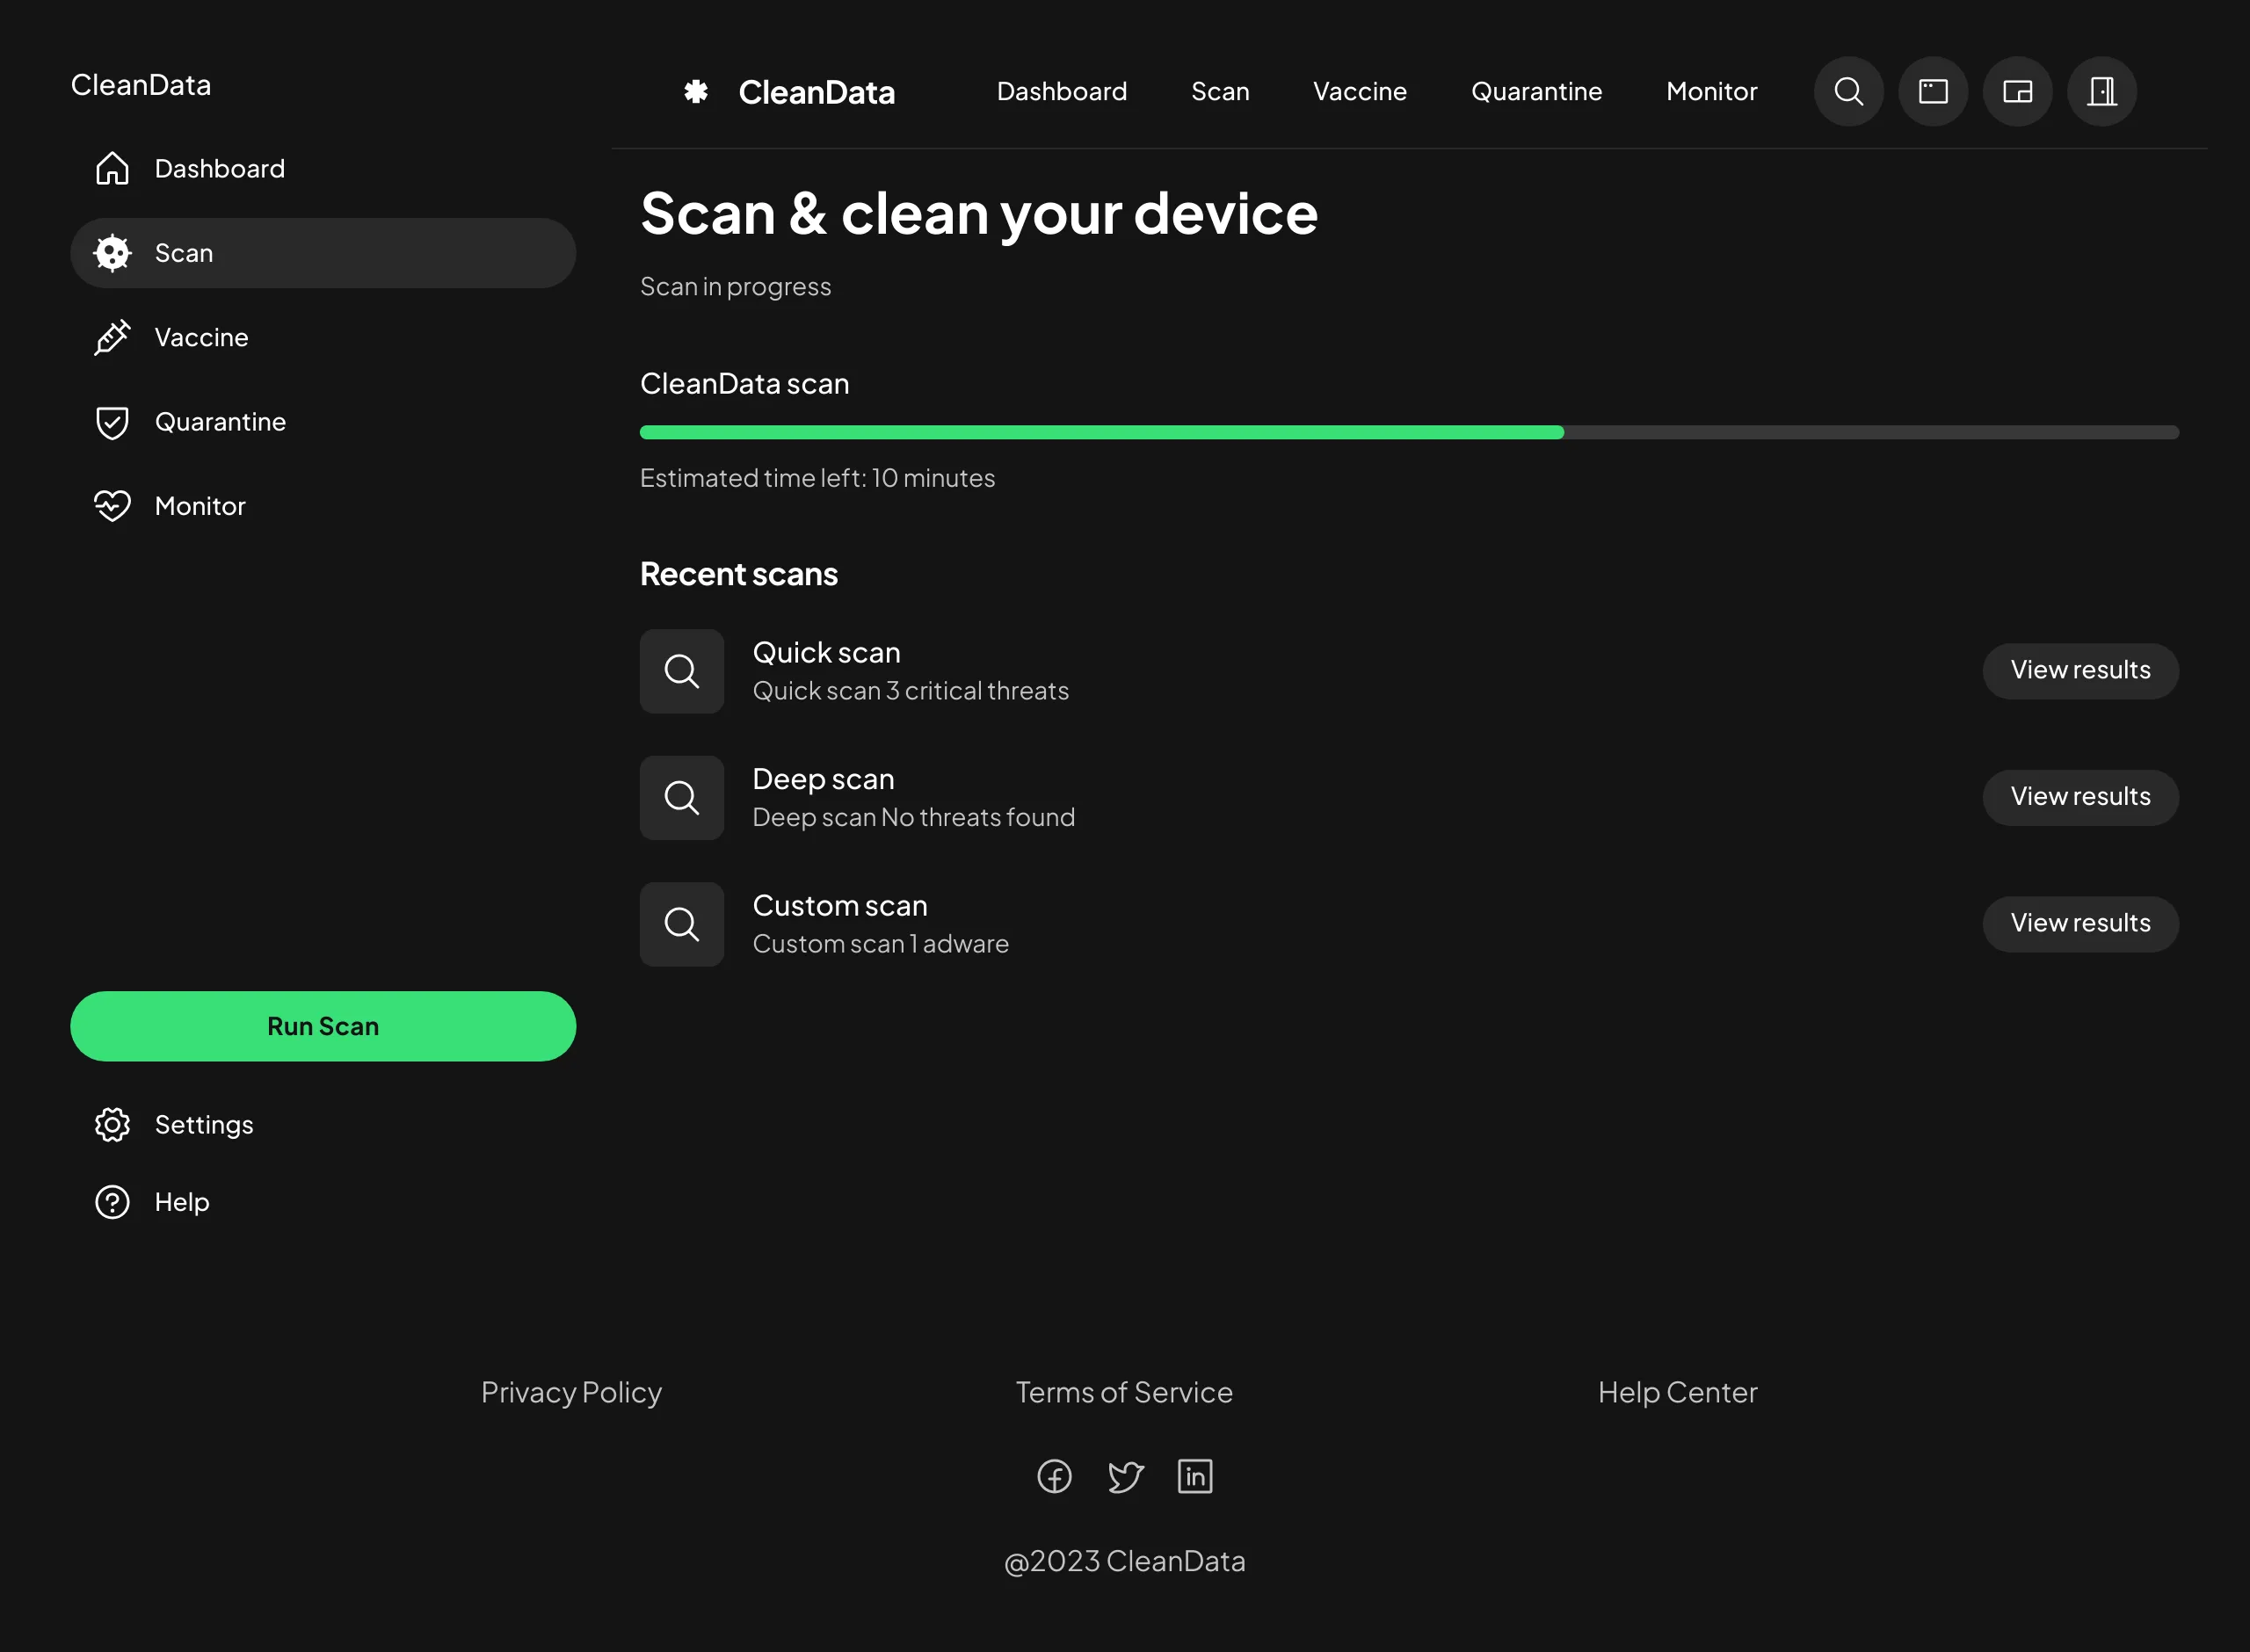 CleanData
Dashboard
Scan
Vaccine
Quarantine
Monitor
Run Scan
Settings
Help
CleanData
Dashboard
Scan
Vaccine
Quarantine
Monitor
Scan & clean your device
Scan in progress
CleanData scan
Estimated time left: 10 minutes
Recent scans
Quick scan
Quick scan 3 critical threats
View results
Deep scan
Deep scan No threats found
View results
Custom scan
Custom scan 1 adware
View results
Privacy Policy
Terms of Service
Help Center
@2023 CleanData